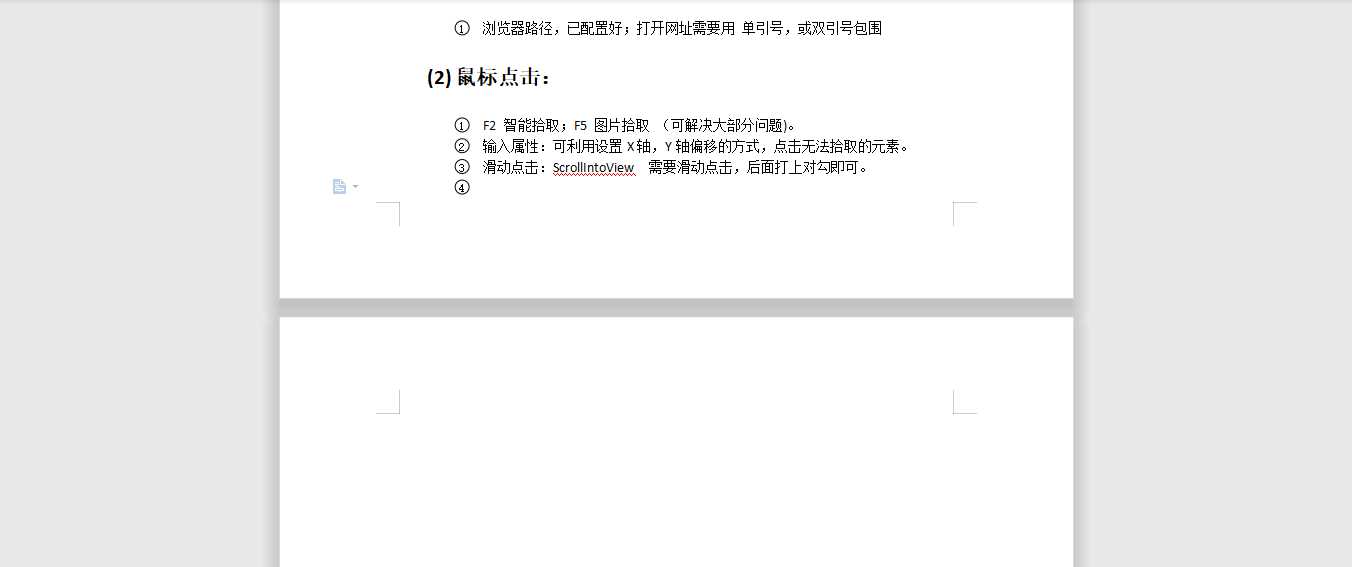 ① 浏览器路径，已配置好；打开网址需要用 单引号，或双引号包围
(2) 鼠标点击：
① F2 智能拾取；F5 图片拾取 （可解决大部分问题)。
② 输入属性：可利用设置 X 轴，Y 轴偏移的方式，点击无法拾取的元素。
③ 滑动点击：ScrollIntoView 需要滑动点击，后面打上对勾即可。
④